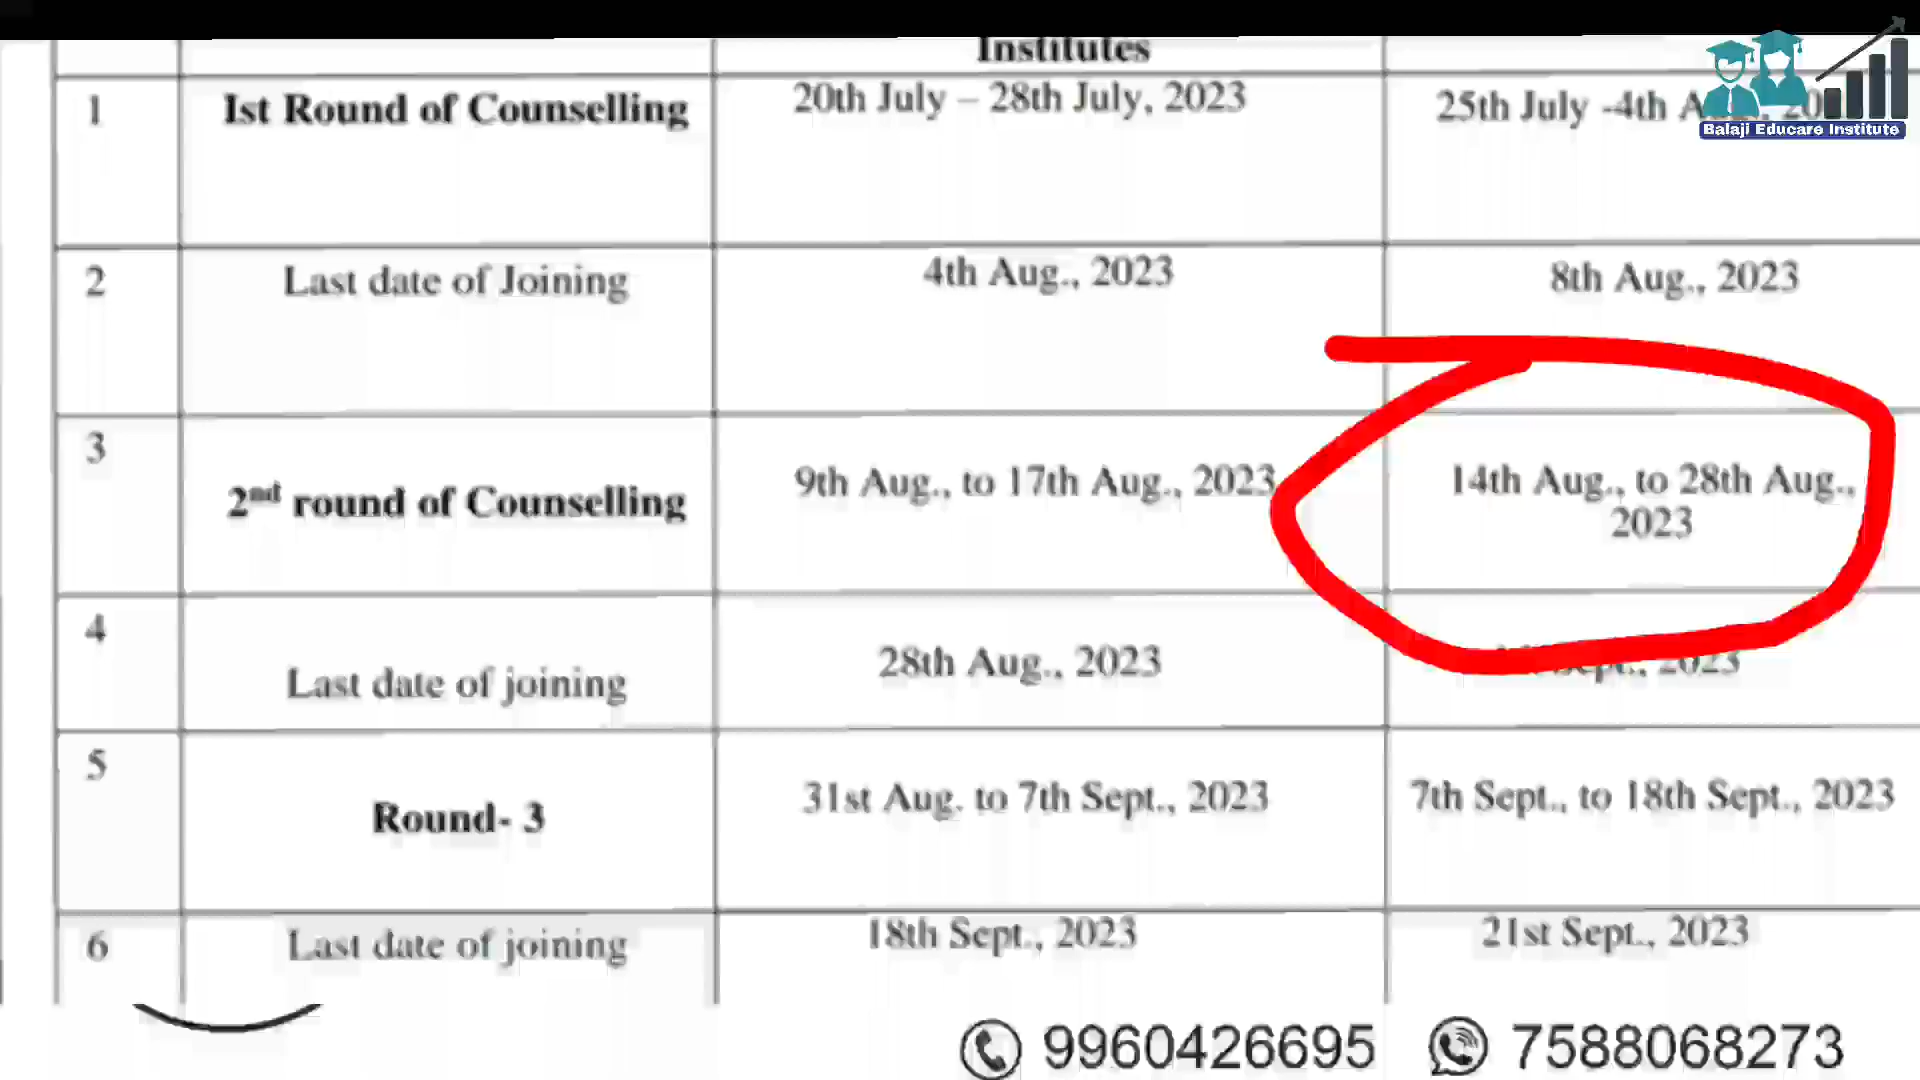 Institutes
1 Ist Round of Counselling 20th July – 28th July, 2023 25th July -4th
Balaji Educare Institute
2 Last date of Joining 4th Aug., 2023 8th Aug., 2023
3 2nd round of Counselling 9th Aug., to 17th Aug., 2023 14th Aug., to 28th Aug.,
2023
4 Last date of joining 28th Aug., 2023 Sept., 2023
5 Round- 3 31st Aug. to 7th Sept., 2023 7th Sept., to 18th Sept., 2023
6 Last date of joining 18th Sept., 2023 21st Sept., 2023
9960426695 7588068273